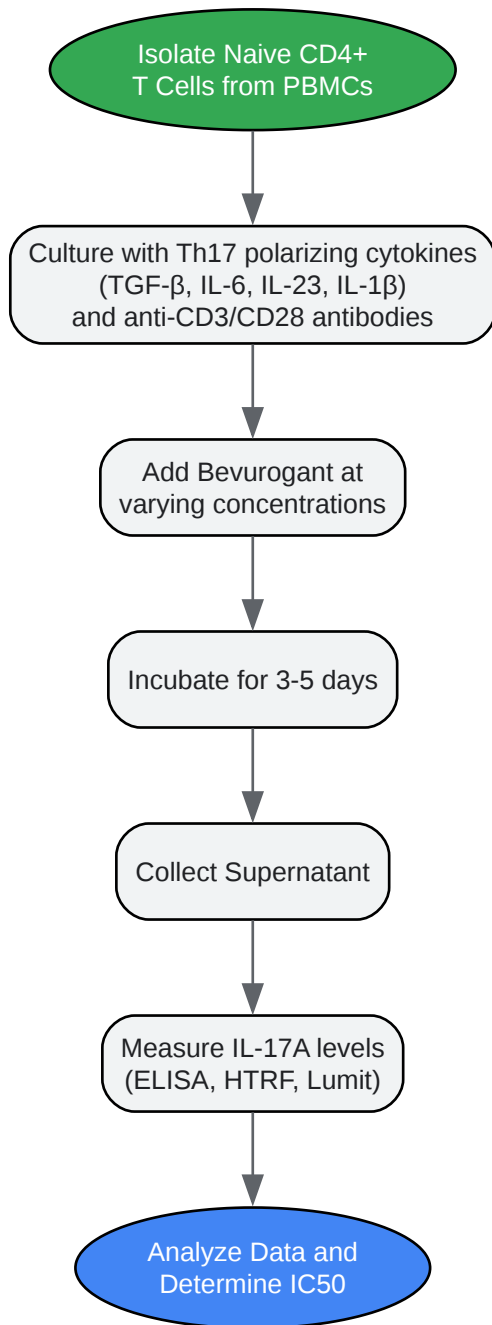 Isolate Naive CD4+
T Cells from PBMCs
Culture with Th17 polarizing cytokines
(TGF-β, IL-6, IL-23, IL-1β)
and anti-CD3/CD28 antibodies
Add Bevurogant at
varying concentrations
Incubate for 3-5 days
Collect Supernatant
Measure IL-17A levels
(ELISA, HTRF, Lumit)
Analyze Data and
Determine IC50